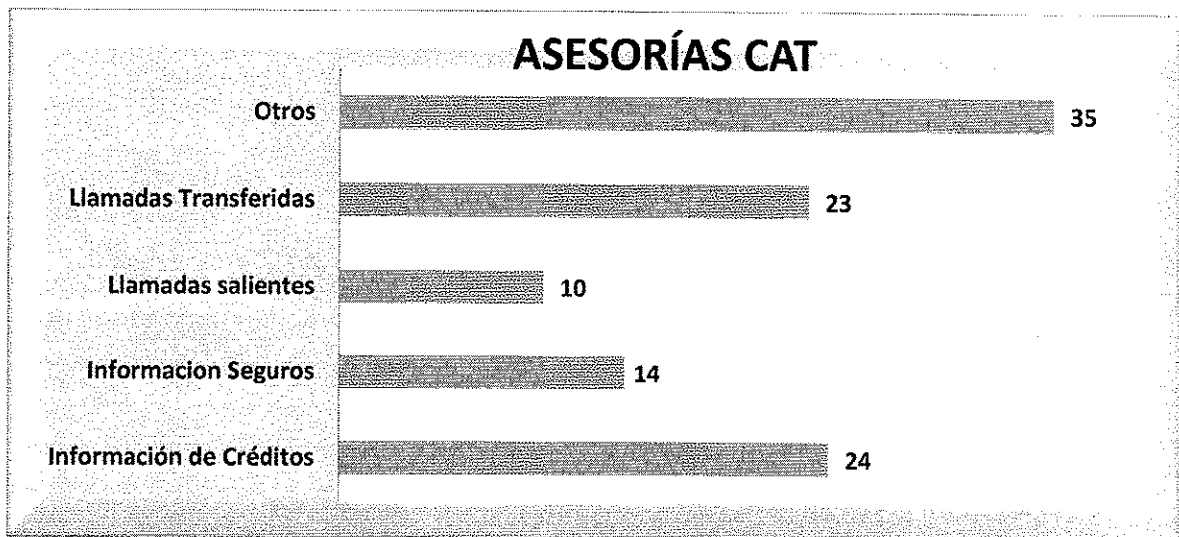 ASESORÍAS CAT
Otros 35
Llamadas Transferidas 23
Llamadas salientes 10
Informacion Seguros 14
Información de Créditos 24